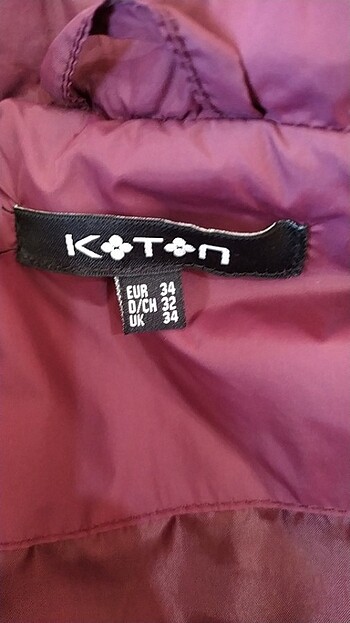 KOTON
EUR 34
D/CH 32
UK 34